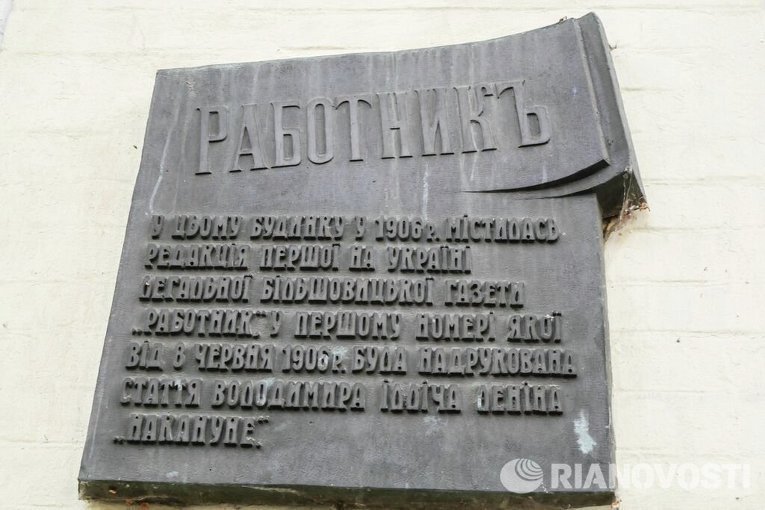 РАБОТНИКЪ
У ЦЬОМУ БУДИНКУ У 1906 Р. МІСТИЛАСЬ
РЕДАКЦІЯ ПЕРШОЇ НА УКРАЇНІ
ЛЕГАЛЬНОЇ БІЛЬШОВИЦЬКОЇ ГАЗЕТИ
„РАБОТНИК“ У ПЕРШОМУ НОМЕРІ ЯКОЇ
ВІД 8 ЧЕРВНЯ 1906 Р. БУЛА НАДРУКОВАНА
СТАТТЯ ВОЛОДИМИРА ІЛЛІЧА ЛЕНІНА
„НАКАНУНЕ“
RIANOVOSTI